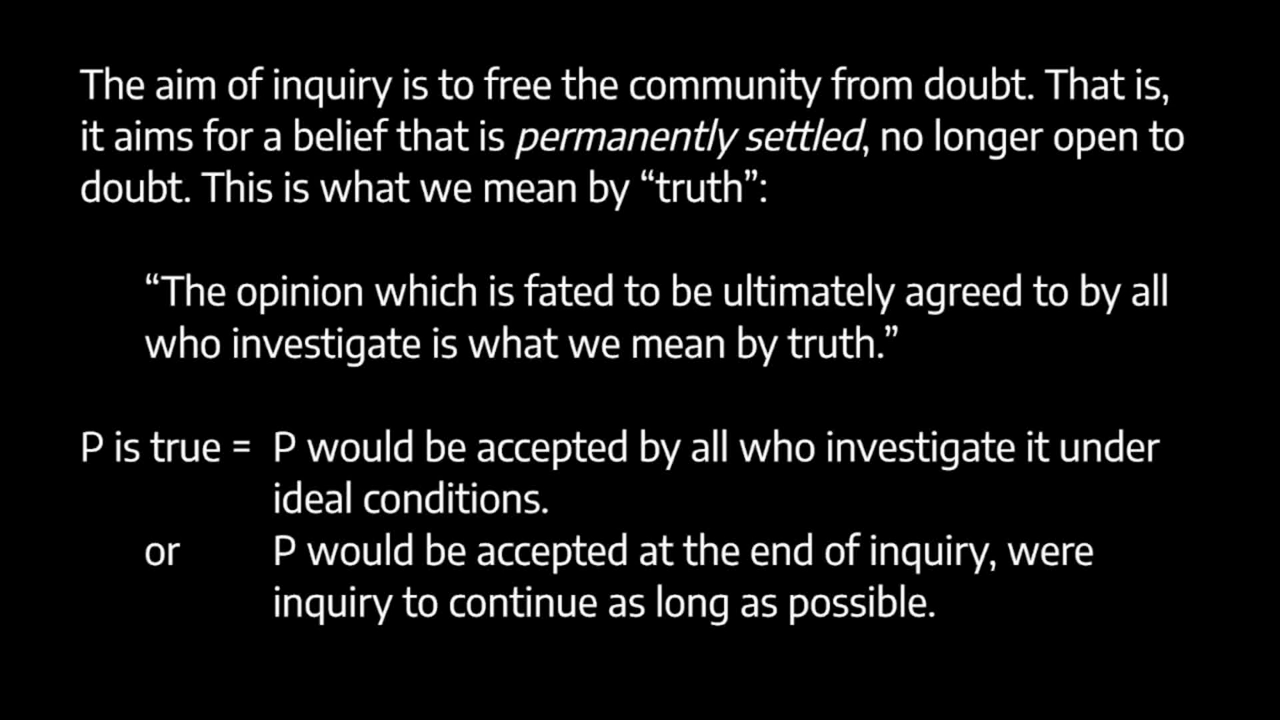 The aim of inquiry is to free the community from doubt. That is,
it aims for a belief that is permanently settled, no longer open to
doubt. This is what we mean by “truth”:
“The opinion which is fated to be ultimately agreed to by all
who investigate is what we mean by truth.”
P is true = P would be accepted by all who investigate it under
ideal conditions.
or P would be accepted at the end of inquiry, were
inquiry to continue as long as possible.